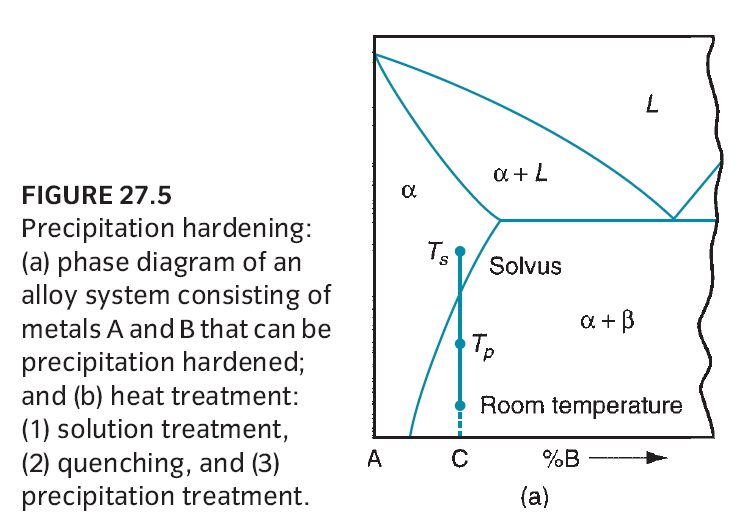 FIGURE 27.5
Precipitation hardening:
(a) phase diagram of an
alloy system consisting of
metals A and B that can be
precipitation hardened;
and (b) heat treatment:
(1) solution treatment,
(2) quenching, and (3)
precipitation treatment.
L
α + L
α
Ts
Solvus
α + β
Tp
Room temperature
A
C
%B
(a)